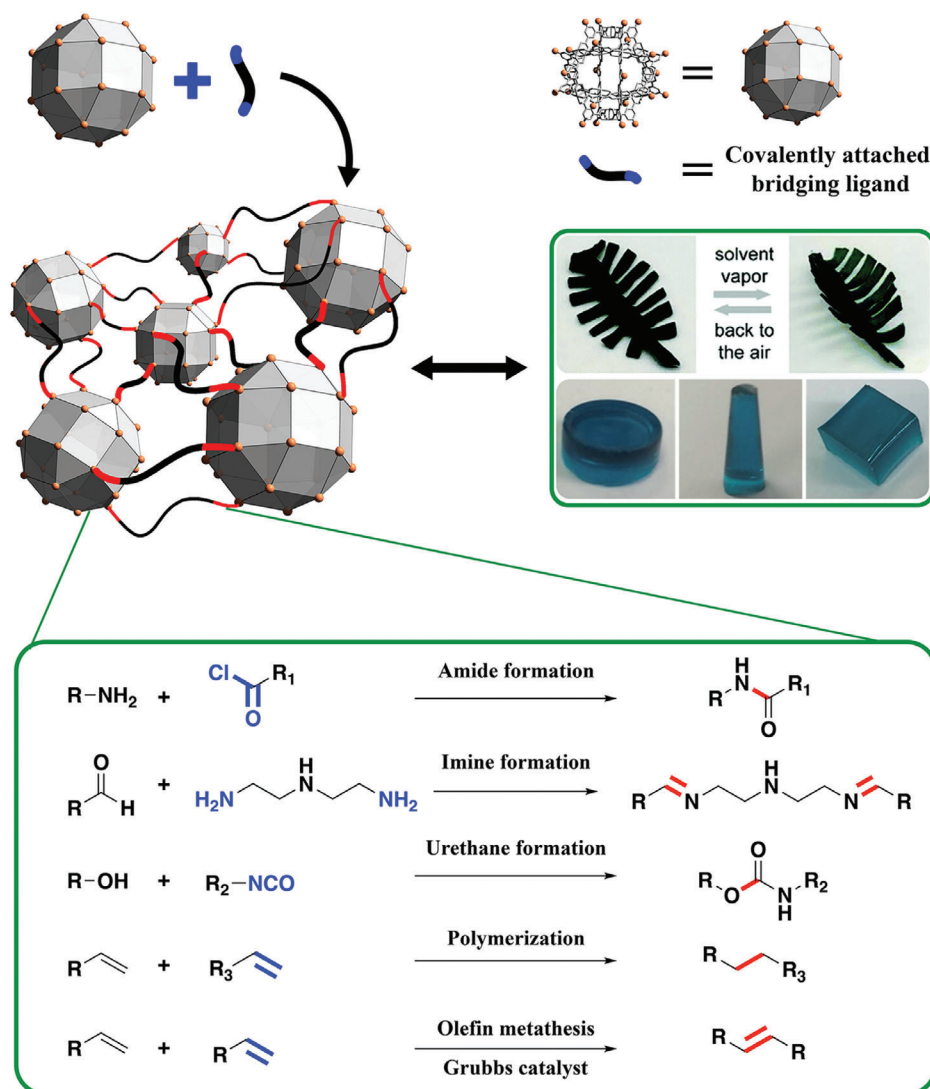 +
=
=
Covalently attached
bridging ligand
solvent
vapor
back to
the air
R–NH₂ + Cl R₁ O Amide formation H N R R₁ O
O R H + H₂N H N NH₂ Imine formation R N H N N R
R–OH + R₂–NCO Urethane formation R O O N H R₂
R + R₃ Polymerization R R₃
R + R Olefin metathesis R R
Grubbs catalyst